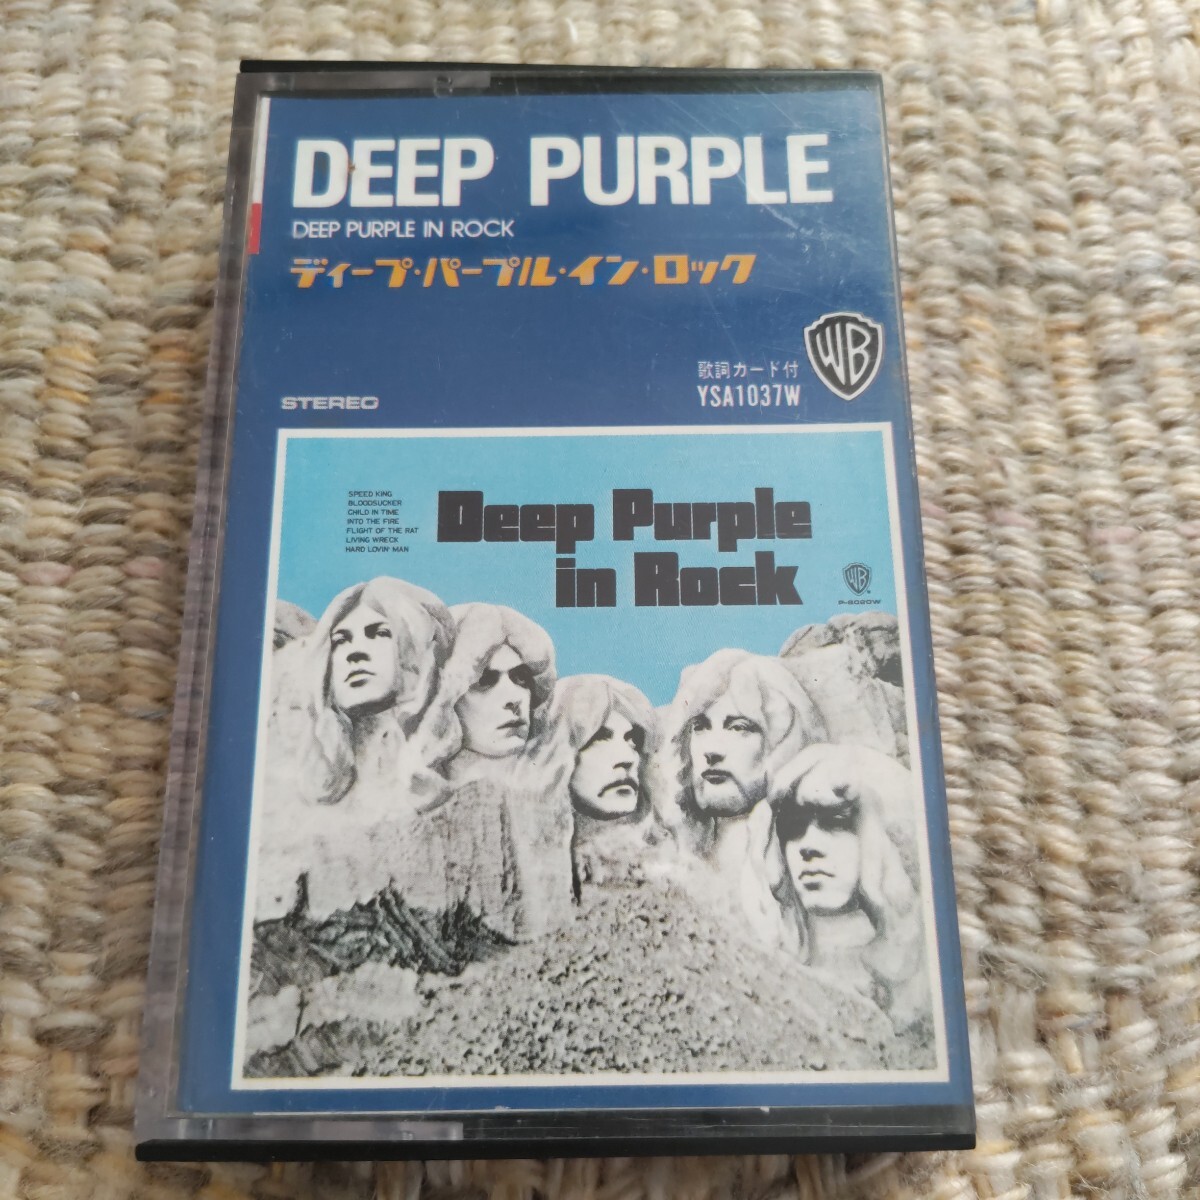 DEEP PURPLE
DEEP PURPLE IN ROCK
ディープ・パープル・イン・ロック
歌詞カード付
YSA1037W
WB
STEREO
SPEED KING
BLOODSUCKER
CHILD IN TIME
INTO THE FIRE
FLIGHT OF THE RAT
LIVING WRECK
HARD LOVIN' MAN
Deep Purple
in Rock
WB
P-8020W